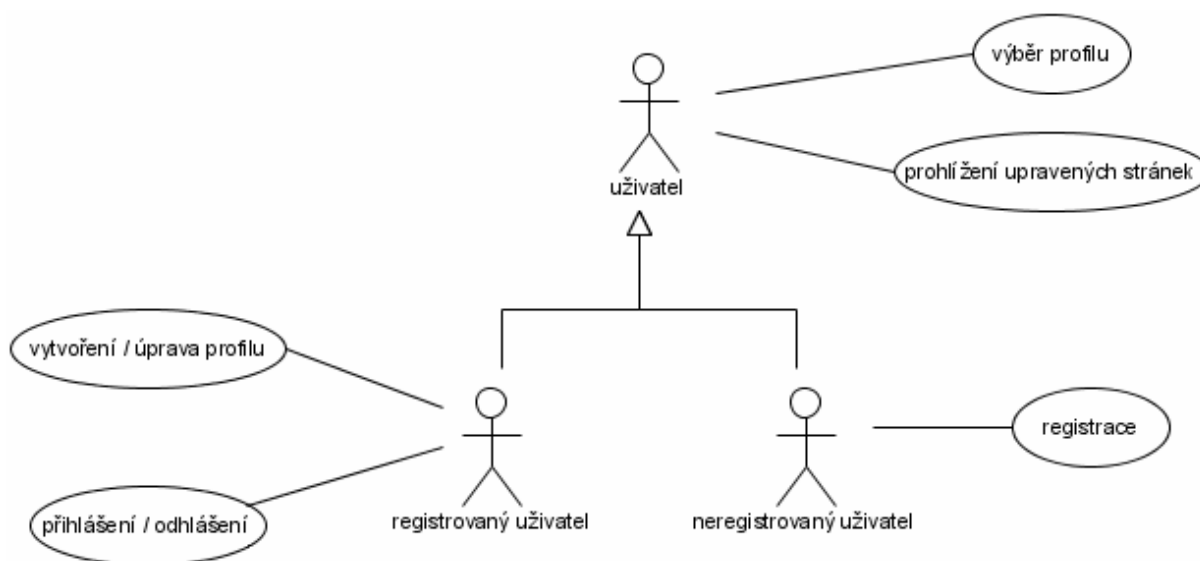 výběr profilu
prohlížení upravených stránek
uživatel
vytvoření / úprava profilu
registrace
přihlášení / odhlášení
registrovaný uživatel
neregistrovaný uživatel